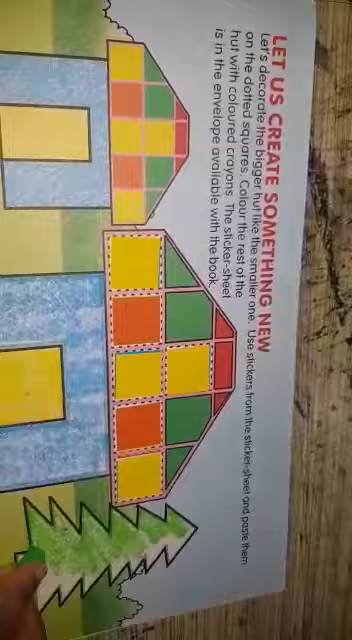 LET US CREATE SOMETHING NEW
Let's decorate the bigger hut like the smaller one. Use stickers from the sticker-sheet and paste them
on the dotted squares. Colour the rest of the
hut with coloured crayons. The sticker-sheet
is in the envelope available with the book.